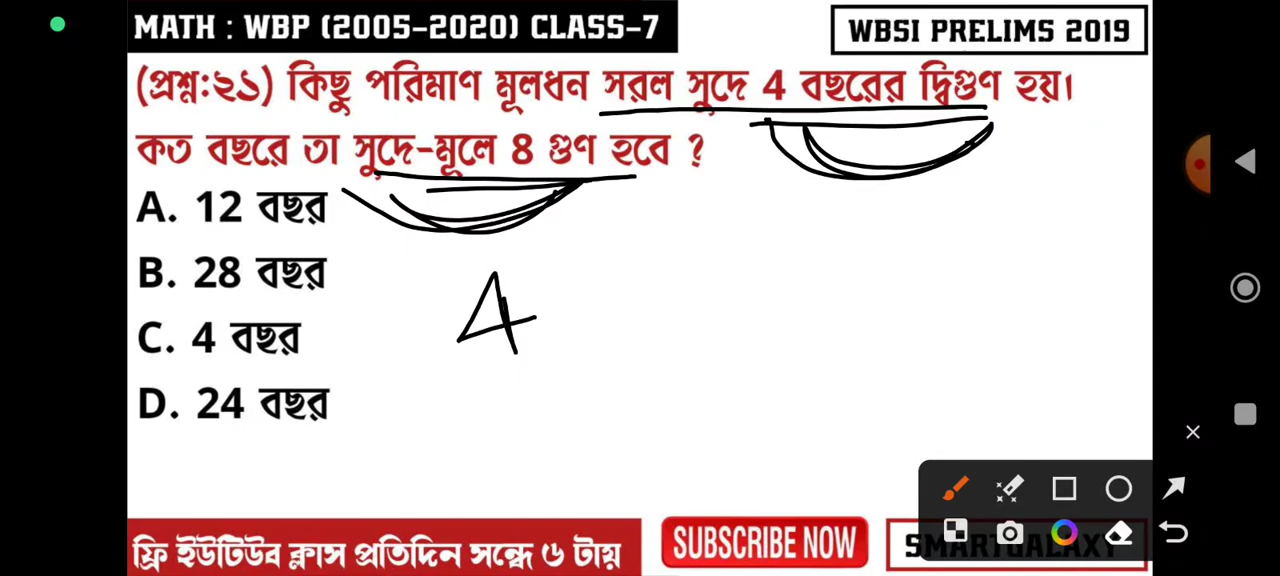 MATH : WBP (2005-2020) CLASS-7
WBSI PRELIMS 2019
(প্রশ্ন:২১) কিছু পরিমাণ মূলধন সরল সুদে 4 বছরের দ্বিগুণ হয়।
কত বছরে তা সুদে-মূলে 8 গুণ হবে ?
A. 12 বছর
B. 28 বছর
4
C. 4 বছর
D. 24 বছর
ফ্রি ইউটিউব ক্লাস প্রতিদিন সন্ধে ৬ টায়
SUBSCRIBE NOW
SMARTGALAXY